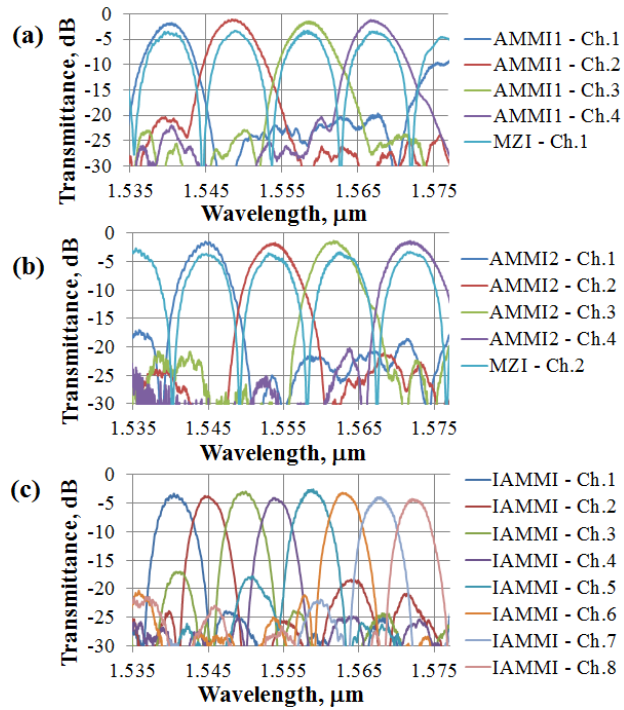 (a)
Transmittance, dB
0
-5
-10
-15
-20
-25
-30
1.535 1.545 1.555 1.565 1.575
Wavelength, μm
AMMI1 - Ch.1
AMMI1 - Ch.2
AMMI1 - Ch.3
AMMI1 - Ch.4
MZI - Ch.1
(b)
Transmittance, dB
0
-5
-10
-15
-20
-25
-30
1.535 1.545 1.555 1.565 1.575
Wavelength, μm
AMMI2 - Ch.1
AMMI2 - Ch.2
AMMI2 - Ch.3
AMMI2 - Ch.4
MZI - Ch.2
(c)
Transmittance, dB
0
-5
-10
-15
-20
-25
-30
1.535 1.545 1.555 1.565 1.575
Wavelength, μm
IAMMI - Ch.1
IAMMI - Ch.2
IAMMI - Ch.3
IAMMI - Ch.4
IAMMI - Ch.5
IAMMI - Ch.6
IAMMI - Ch.7
IAMMI - Ch.8